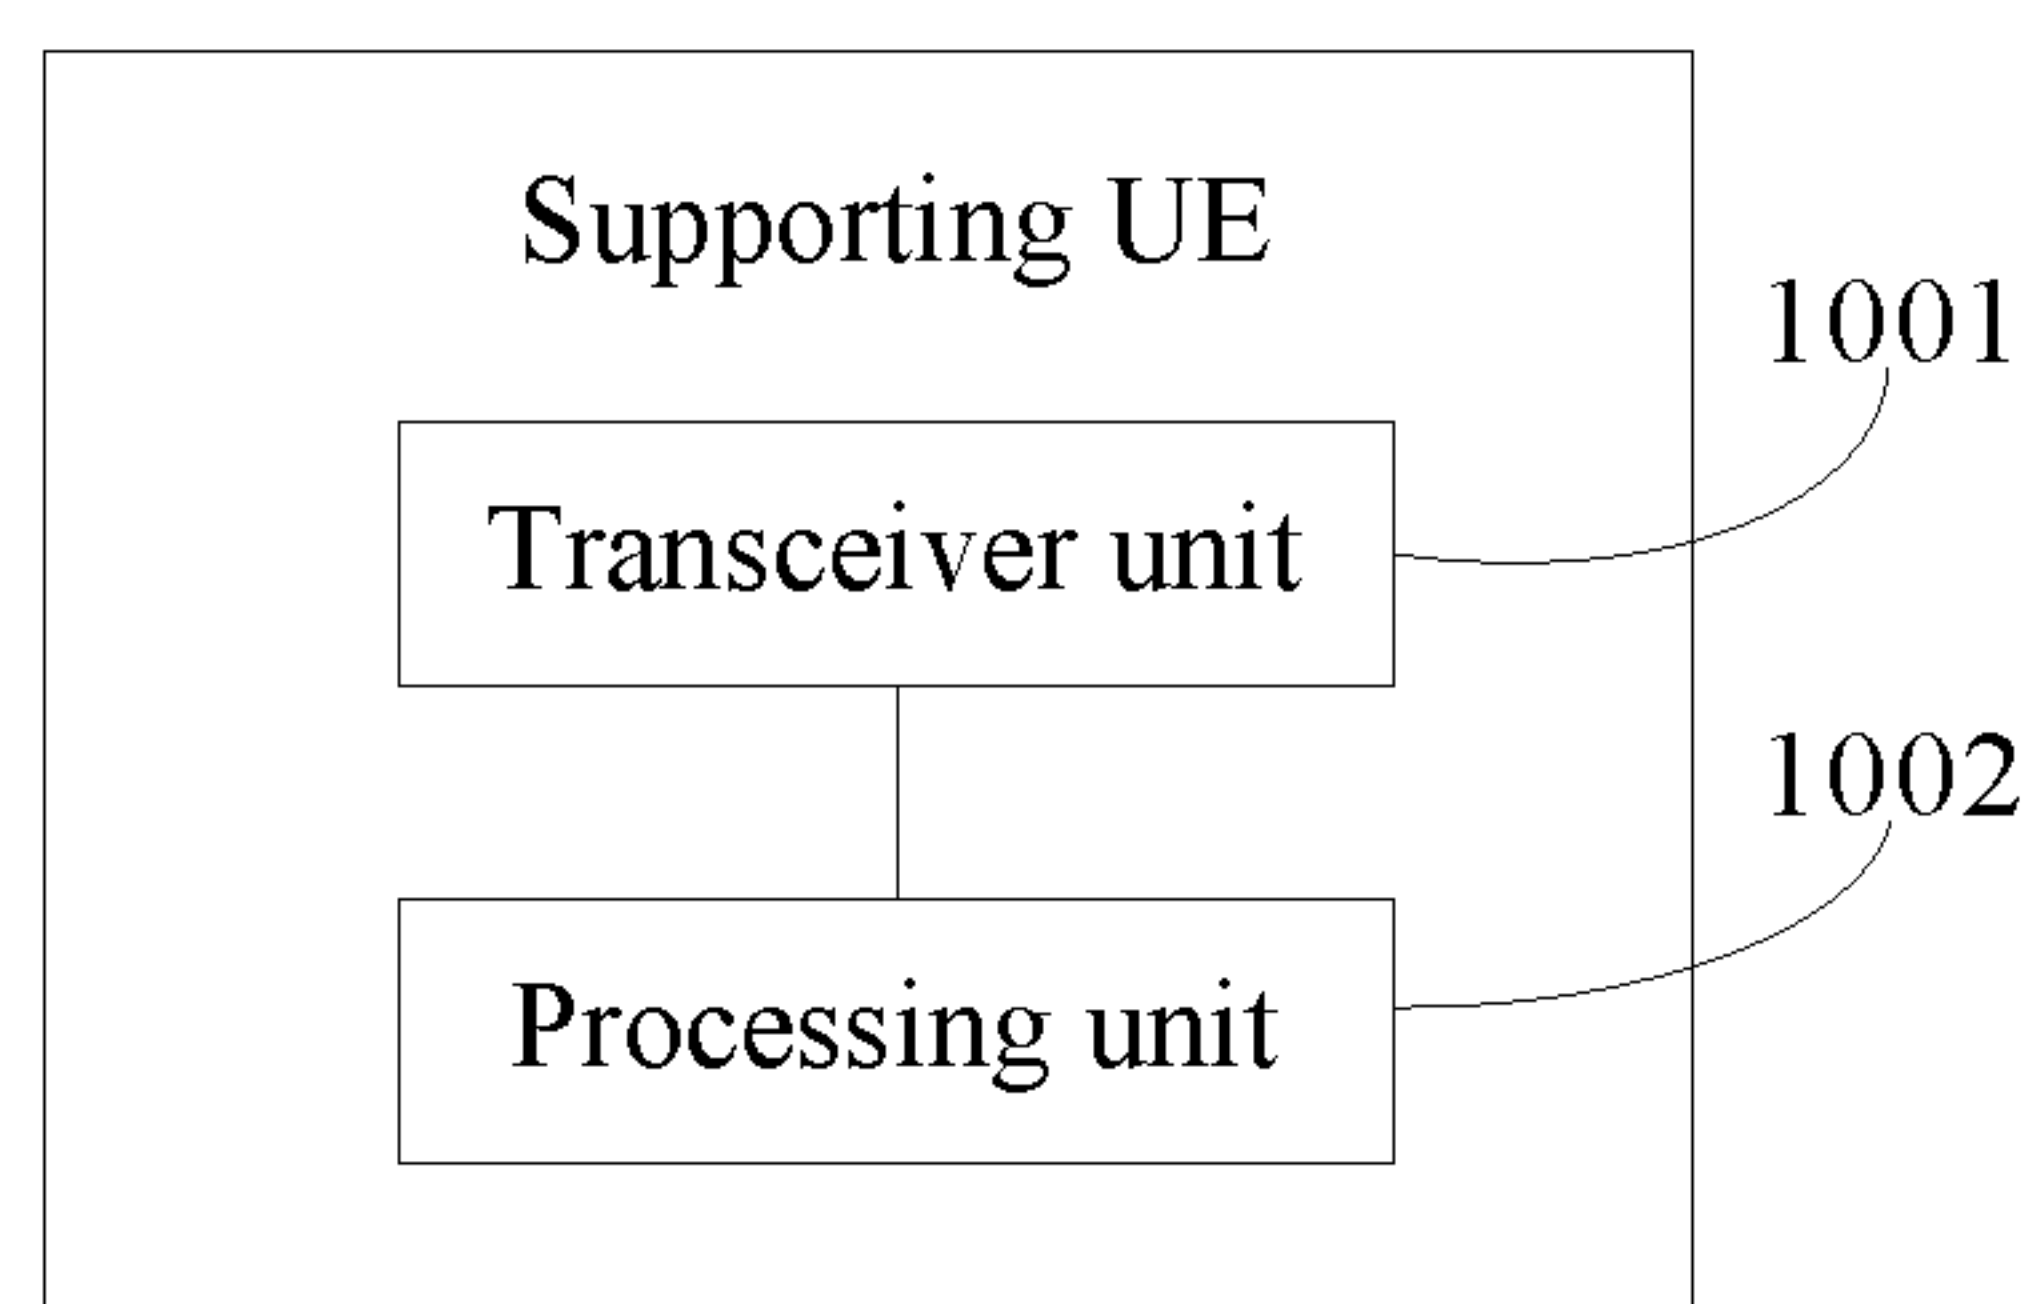 Supporting UE
1001
Transceiver unit
1002
Processing unit